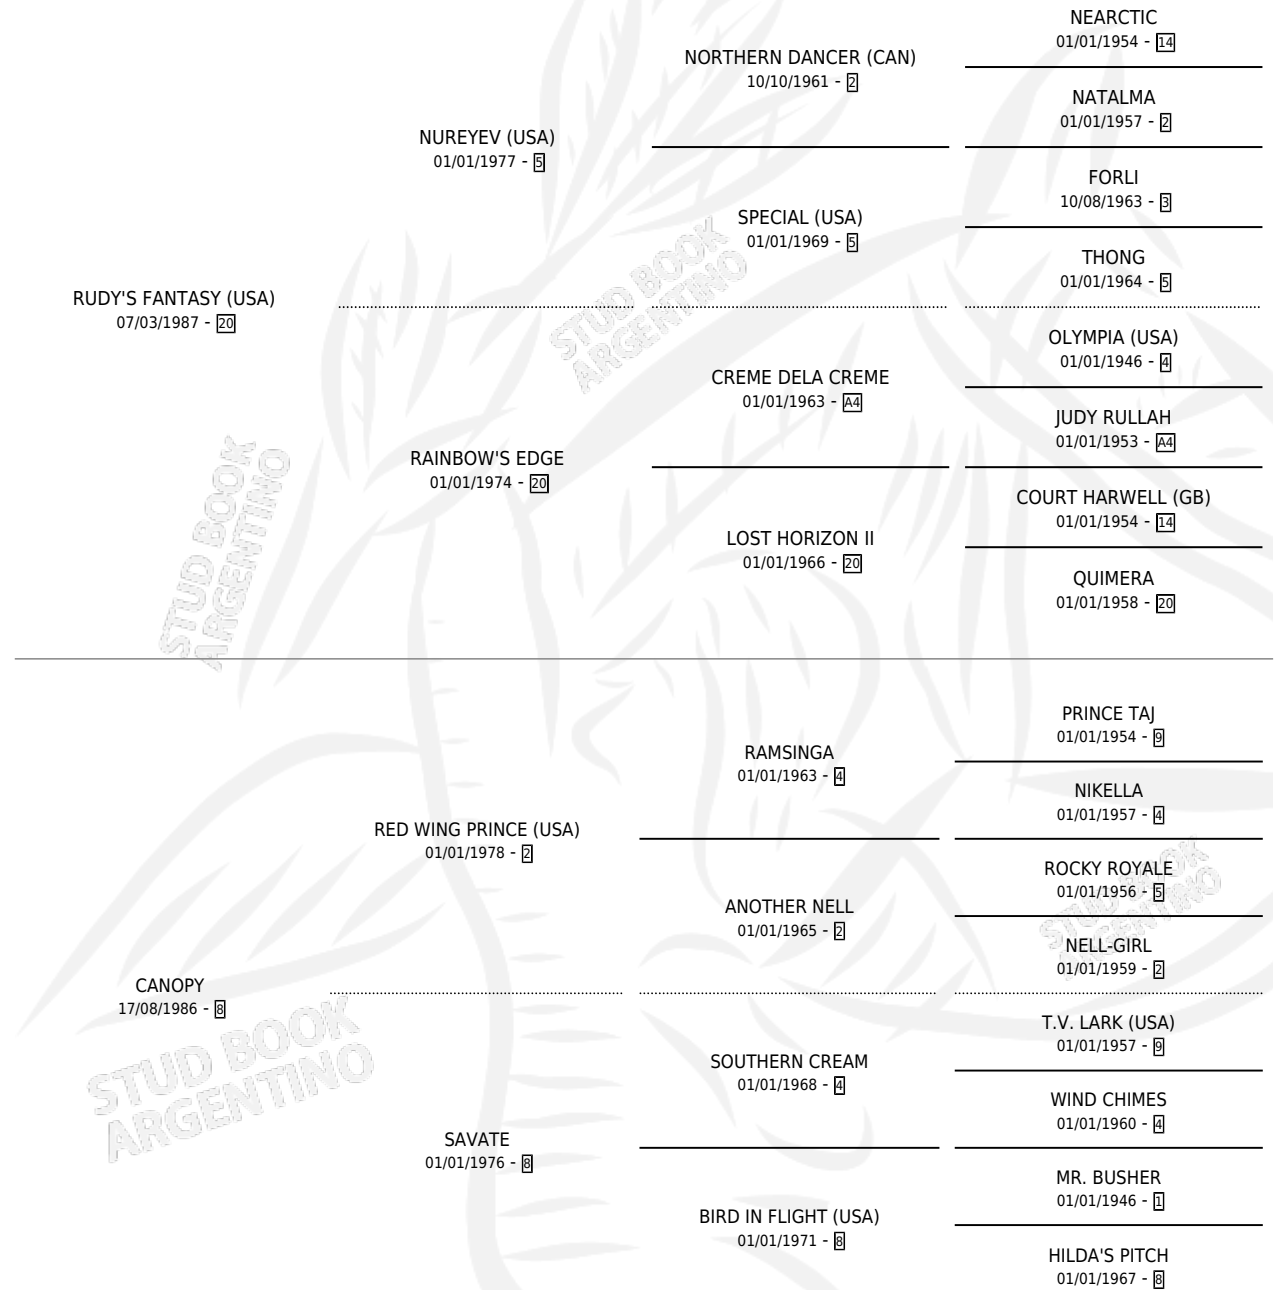 NEARCTIC
01/01/1954 - 14
NORTHERN DANCER (CAN)
10/10/1961 - 2
NATALMA
01/01/1957 - 2
NUREYEV (USA)
01/01/1977 - 5
FORLI
10/08/1963 - 3
SPECIAL (USA)
01/01/1969 - 5
THONG
01/01/1964 - 5
RUDY'S FANTASY (USA)
07/03/1987 - 20
STUD BOOK
ARGENTINO
OLYMPIA (USA)
01/01/1946 - 4
CREME DELA CREME
01/01/1963 - A4
JUDY RULLAH
01/01/1953 - A4
RAINBOW'S EDGE
01/01/1974 - 20
COURT HARWELL (GB)
01/01/1954 - 14
LOST HORIZON II
01/01/1966 - 20
QUIMERA
01/01/1958 - 20
STUD BOOK
ARGENTINO
PRINCE TAJ
01/01/1954 - 9
RAMSINGA
01/01/1963 - 4
NIKELLA
01/01/1957 - 4
RED WING PRINCE (USA)
01/01/1978 - 2
ROCKY ROYALE
01/01/1956 - 5
ANOTHER NELL
01/01/1965 - 2
STUD BOOK
ARGENTINO
NELL-GIRL
01/01/1959 - 2
CANOPY
17/08/1986 - 8
T.V. LARK (USA)
01/01/1957 - 9
SOUTHERN CREAM
01/01/1968 - 4
WIND CHIMES
01/01/1960 - 4
STUD BOOK
ARGENTINO
SAVATE
01/01/1976 - 8
MR. BUSHER
01/01/1946 - 1
BIRD IN FLIGHT (USA)
01/01/1971 - 8
HILDA'S PITCH
01/01/1967 - 8